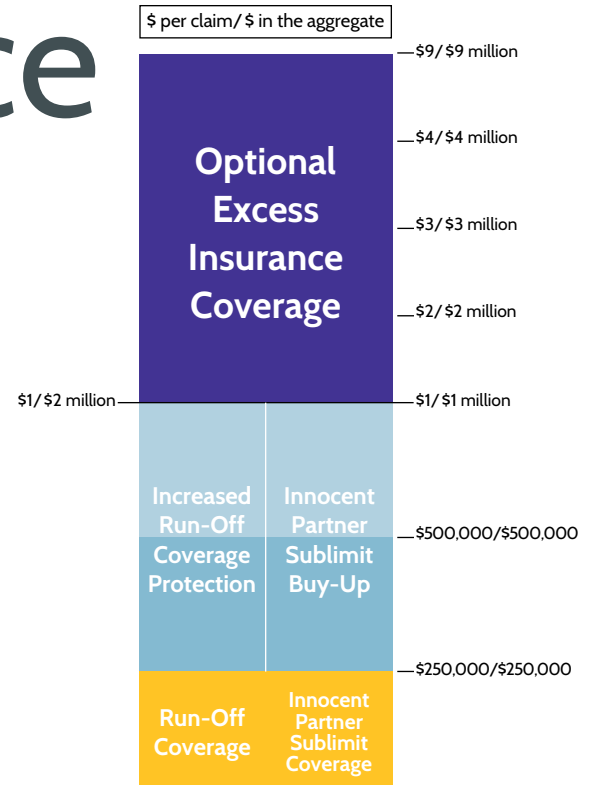 $ per claim/ $ in the aggregate
ce
$9/ $9 million
$4/ $4 million
$3/ $3 million
$2/ $2 million
Optional
Excess
Insurance
Coverage
$1/ $2 million
$1/ $1 million
Increased
Run-Off
Coverage
Protection
Innocent
Partner
Sublimit
Buy-Up
$500,000/$500,000
$250,000/$250,000
Run-Off
Coverage
Innocent
Partner
Sublimit
Coverage